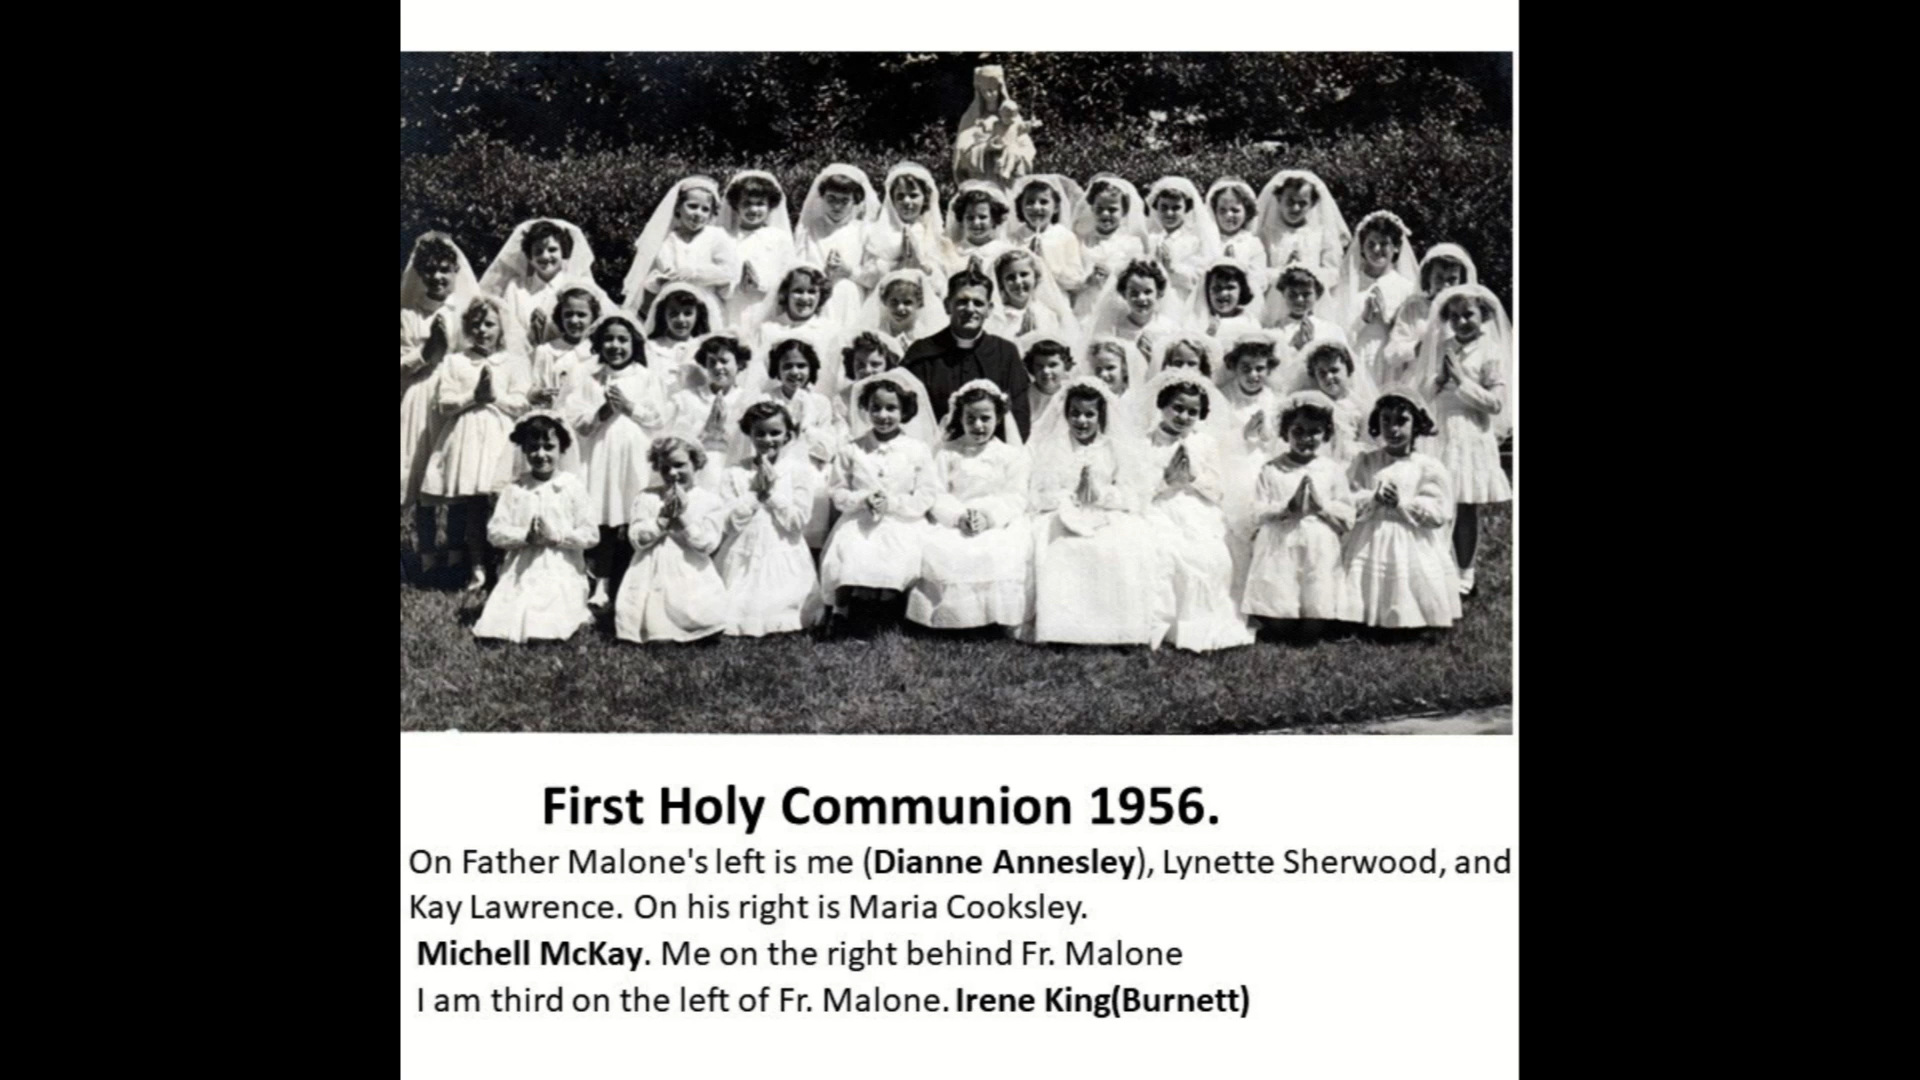 First Holy Communion 1956.
On Father Malone's left is me (Dianne Annesley), Lynette Sherwood, and
Kay Lawrence. On his right is Maria Cooksley.
Michell McKay. Me on the right behind Fr. Malone
I am third on the left of Fr. Malone. Irene King(Burnett)